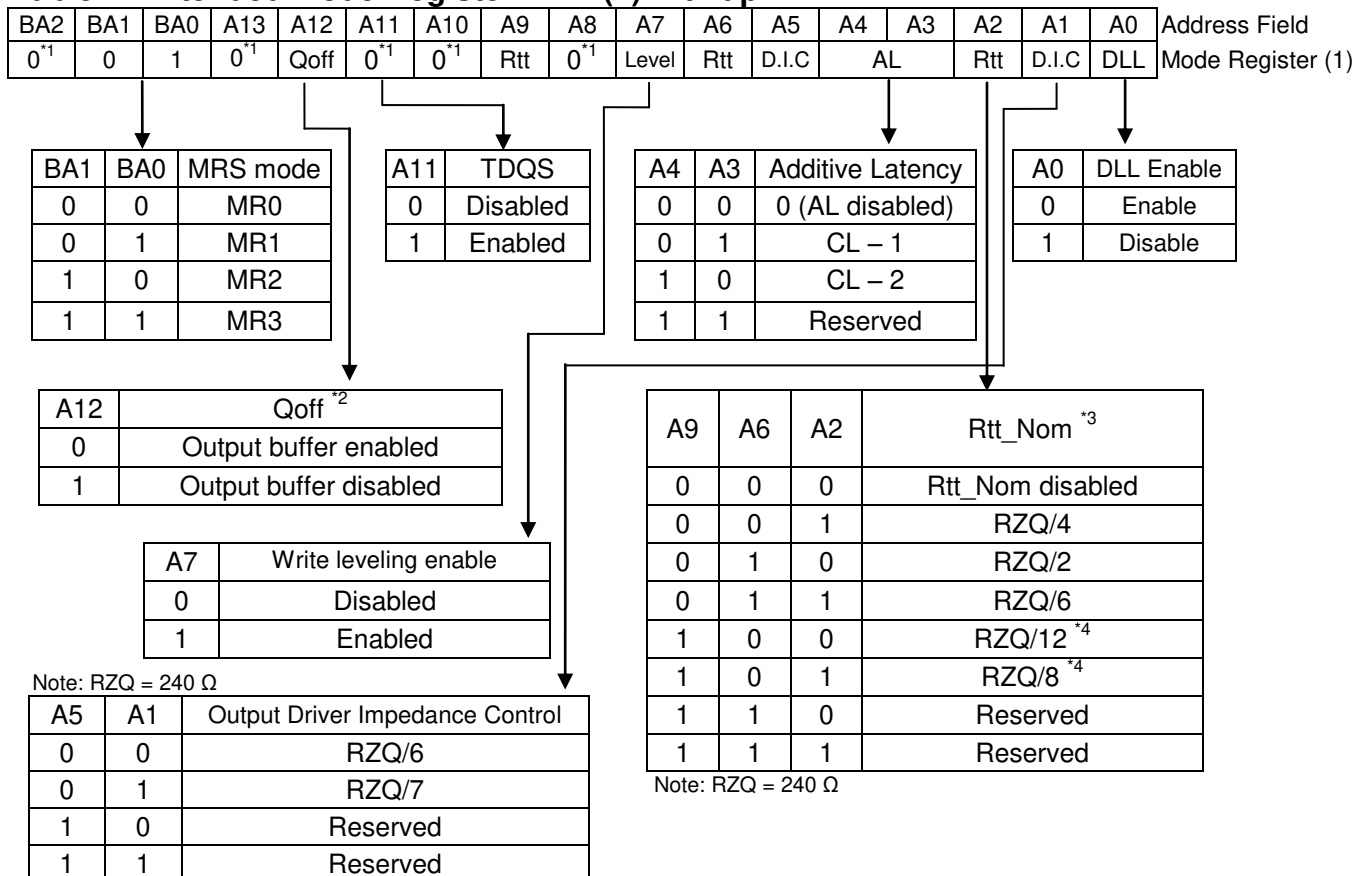 BA2 BA1 BA0 A13 A12 A11 A10 A9 A8 A7 A6 A5 A4 A3 A2 A1 A0 Address Field
0*1 0 1 0*1 Qoff 0*1 0*1 Rtt 0*1 Level Rtt D.I.C AL Rtt D.I.C DLL Mode Register (1)
BA1 BA0 MRS mode
0 0 MR0
0 1 MR1
1 0 MR2
1 1 MR3
A11 TDQS
0 Disabled
1 Enabled
A4 A3 Additive Latency
0 0 0 (AL disabled)
0 1 CL – 1
1 0 CL – 2
1 1 Reserved
A0 DLL Enable
0 Enable
1 Disable
A12 Qoff *2
0 Output buffer enabled
1 Output buffer disabled
A7 Write leveling enable
0 Disabled
1 Enabled
Note: RZQ = 240 Ω
A5 A1 Output Driver Impedance Control
0 0 RZQ/6
0 1 RZQ/7
1 0 Reserved
1 1 Reserved
A9 A6 A2 Rtt_Nom *3
0 0 0 Rtt_Nom disabled
0 0 1 RZQ/4
0 1 0 RZQ/2
0 1 1 RZQ/6
1 0 0 RZQ/12 *4
1 0 1 RZQ/8 *4
1 1 0 Reserved
1 1 1 Reserved
Note: RZQ = 240 Ω